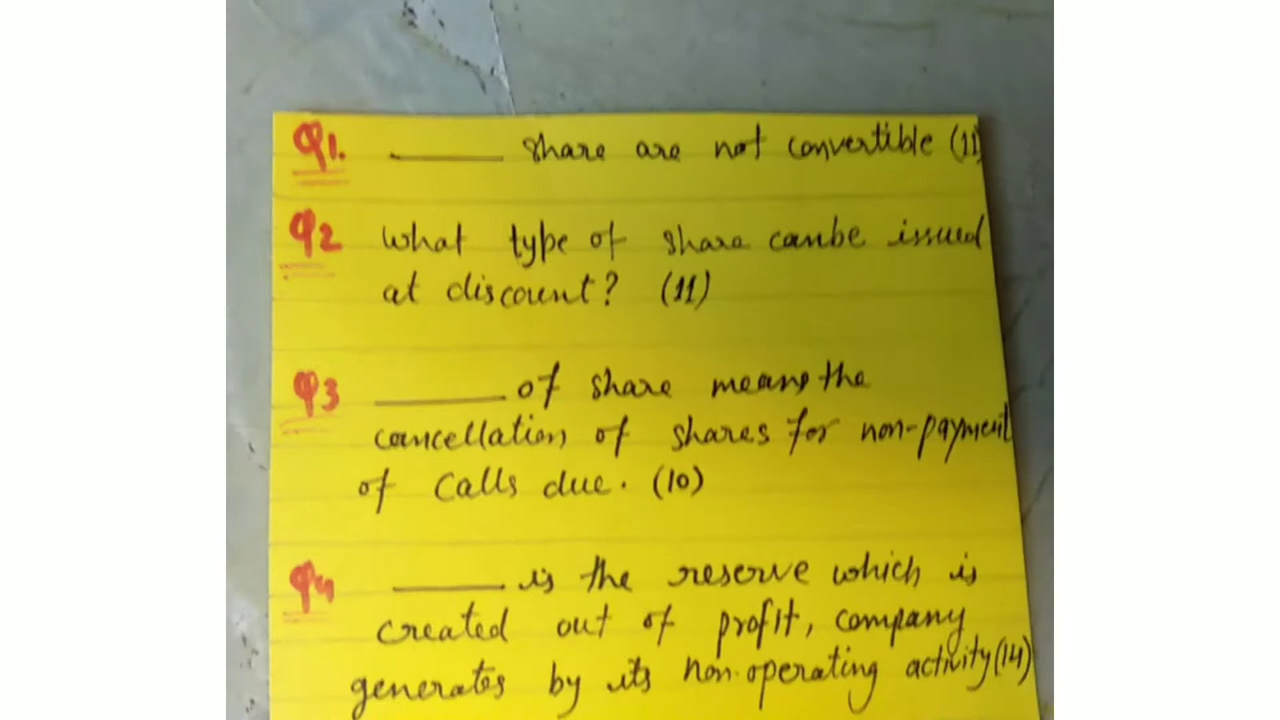 Q1. ______ share are not convertible (11)
Q2 What type of share canbe issued
at discount? (11)
Q3 ______ of share means the
cancellation of shares for non-payment
of calls due. (10)
Q4 ______ is the reserve which is
created out of profit, company
generates by its non-operating activity (14)